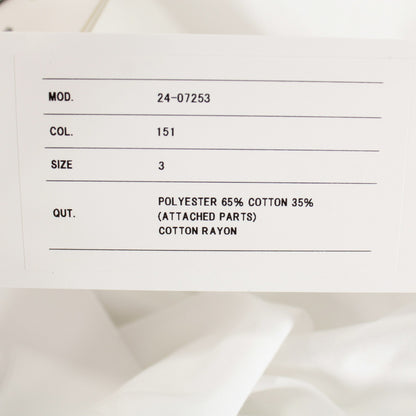 MOD. 24-07253
COL. 151
SIZE 3
QUT. POLYESTER 65% COTTON 35%
(ATTACHED PARTS)
COTTON RAYON